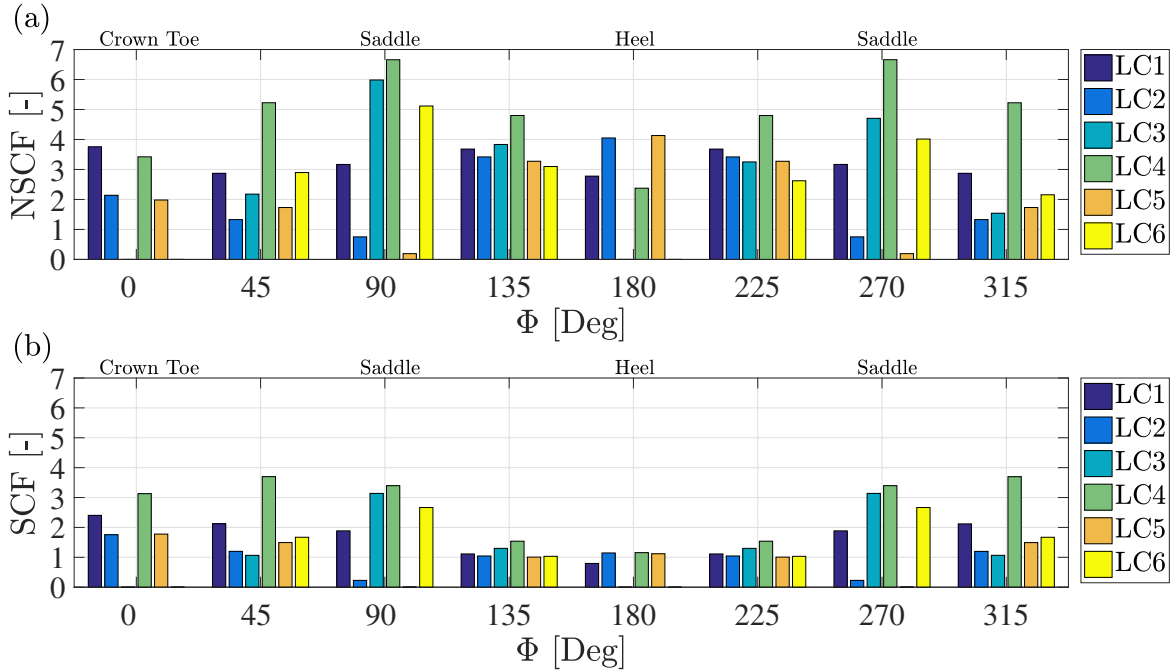 (a)
Crown Toe Saddle Heel Saddle
7
6
5
4
3
2
1
0
NSCF [-]
0 45 90 135 180 225 270 315
Φ [Deg]
LC1
LC2
LC3
LC4
LC5
LC6
(b)
Crown Toe Saddle Heel Saddle
7
6
5
4
3
2
1
0
SCF [-]
0 45 90 135 180 225 270 315
Φ [Deg]
LC1
LC2
LC3
LC4
LC5
LC6